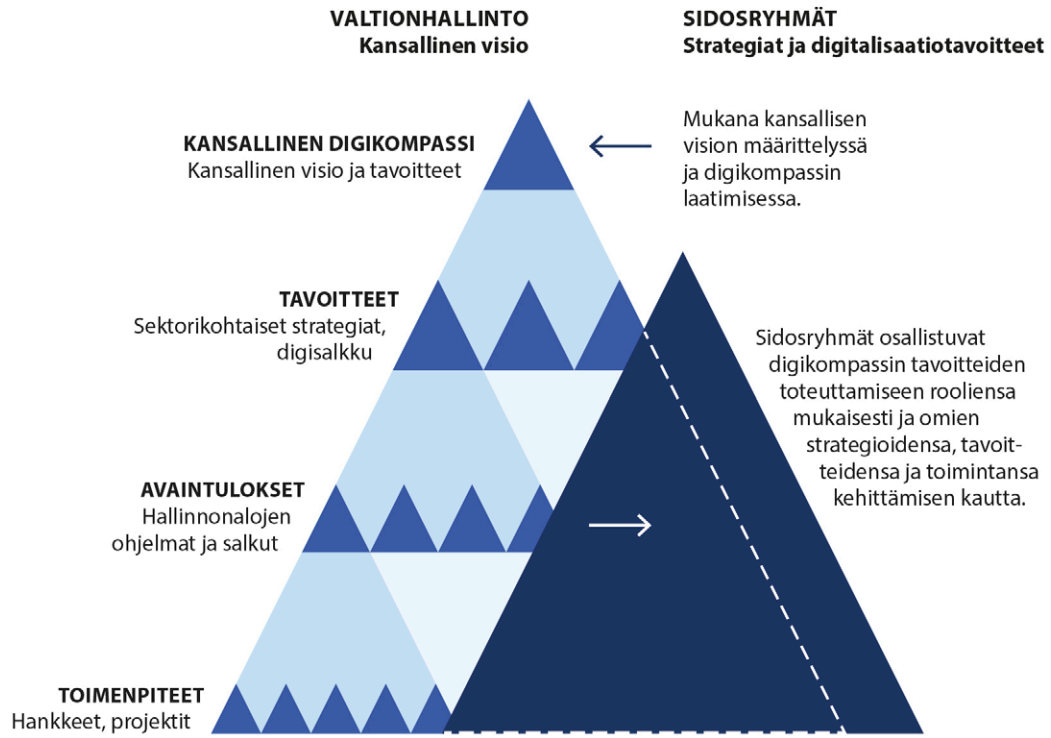 VALTIONHALLINTO
Kansallinen visio
SIDOSRYHMÄT
Strategiat ja digitalisaatiotavoitteet
KANSALLINEN DIGIKOMPASSI
Kansallinen visio ja tavoitteet
Mukana kansallisen
vision määrittelyssä
ja digikompassin
laatimisessa.
TAVOITTEET
Sektorikohtaiset strategiat,
digisalkku
Sidosryhmät osallistuvat
digikompassin tavoitteiden
toteuttamiseen rooliensa
mukaisesti ja omien
strategioidensa, tavoit-
teidensa ja toimintansa
kehittämisen kautta.
AVAINTULOKSET
Hallinnonalojen
ohjelmat ja salkut
TOIMENPITEET
Hankkeet, projektit